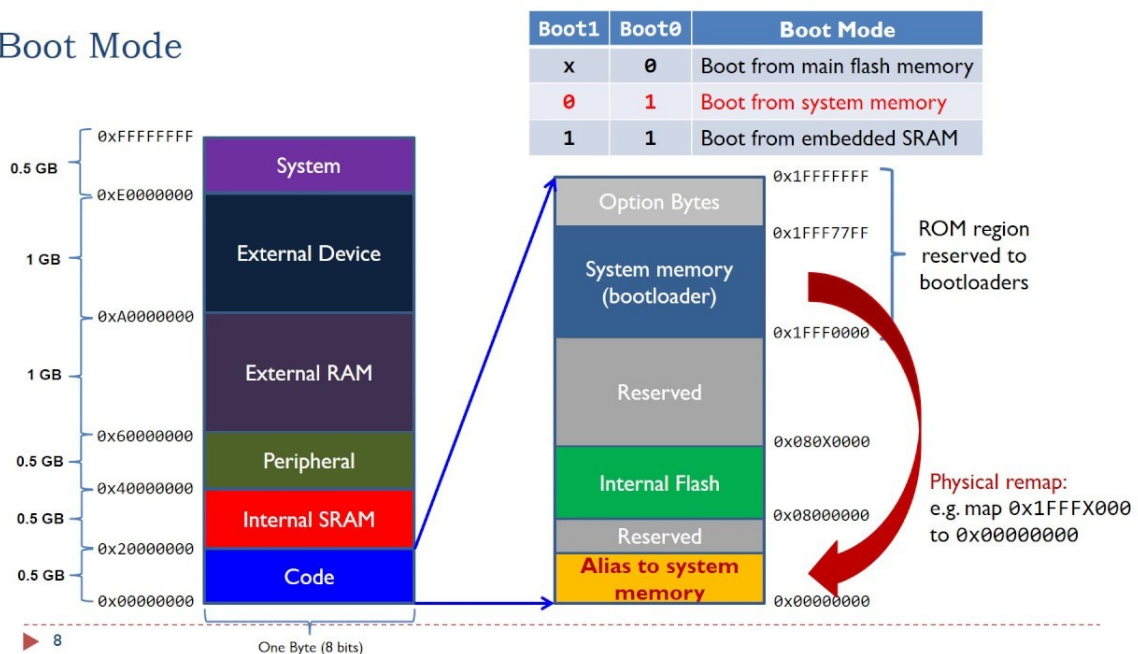 Boot Mode
Boot1 Boot0 Boot Mode
x 0 Boot from main flash memory
0 1 Boot from system memory
1 1 Boot from embedded SRAM
0xFFFFFFFF
0.5 GB
System
0xE0000000
1 GB
External Device
0xA0000000
1 GB
External RAM
0x60000000
0.5 GB
Peripheral
0x40000000
0.5 GB
Internal SRAM
0x20000000
0.5 GB
Code
0x00000000
One Byte (8 bits)
0x1FFFFFFF
Option Bytes
0x1FFF77FF
System memory
(bootloader)
0x1FFF0000
Reserved
0x080X0000
Internal Flash
0x08000000
Reserved
Alias to system
memory
0x00000000
ROM region
reserved to
bootloaders
Physical remap:
e.g. map 0x1FFFX000
to 0x00000000
8